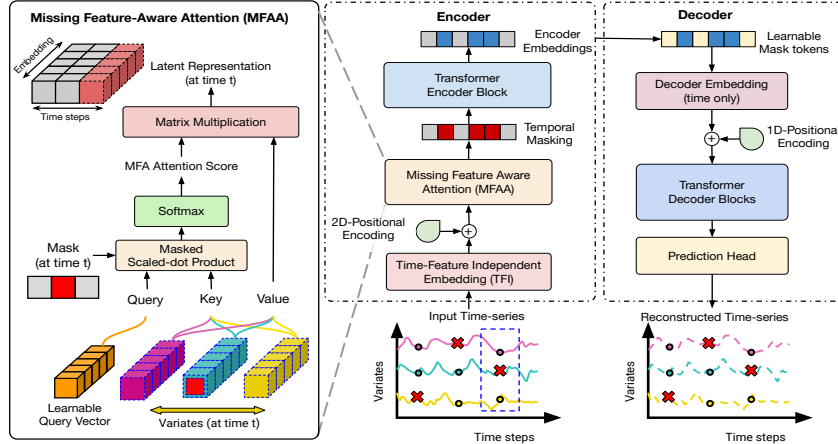 Missing Feature-Aware Attention (MFAA)
Embedding
Time steps
Latent Representation
(at time t)
Matrix Multiplication
MFA Attention Score
Softmax
Mask
(at time t)
Masked
Scaled-dot Product
Query
Key
Value
Learnable
Query Vector
Variates (at time t)
Encoder
Encoder
Embeddings
Transformer
Encoder Block
Temporal
Masking
Missing Feature Aware
Attention (MFAA)
2D-Positional
Encoding
Time-Feature Independent
Embedding (TFI)
Input Time-series
Variates
Time steps
Decoder
Learnable
Mask tokens
Decoder Embedding
(time only)
1D-Positional
Encoding
Transformer
Decoder Blocks
Prediction Head
Reconstructed Time-series
Variates
Time steps